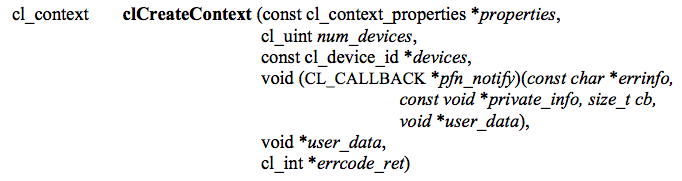 cl_context clCreateContext (const cl_context_properties *properties,
cl_uint num_devices,
const cl_device_id *devices,
void (CL_CALLBACK *pfn_notify)(const char *errinfo,
const void *private_info, size_t cb,
void *user_data),
void *user_data,
cl_int *errcode_ret)